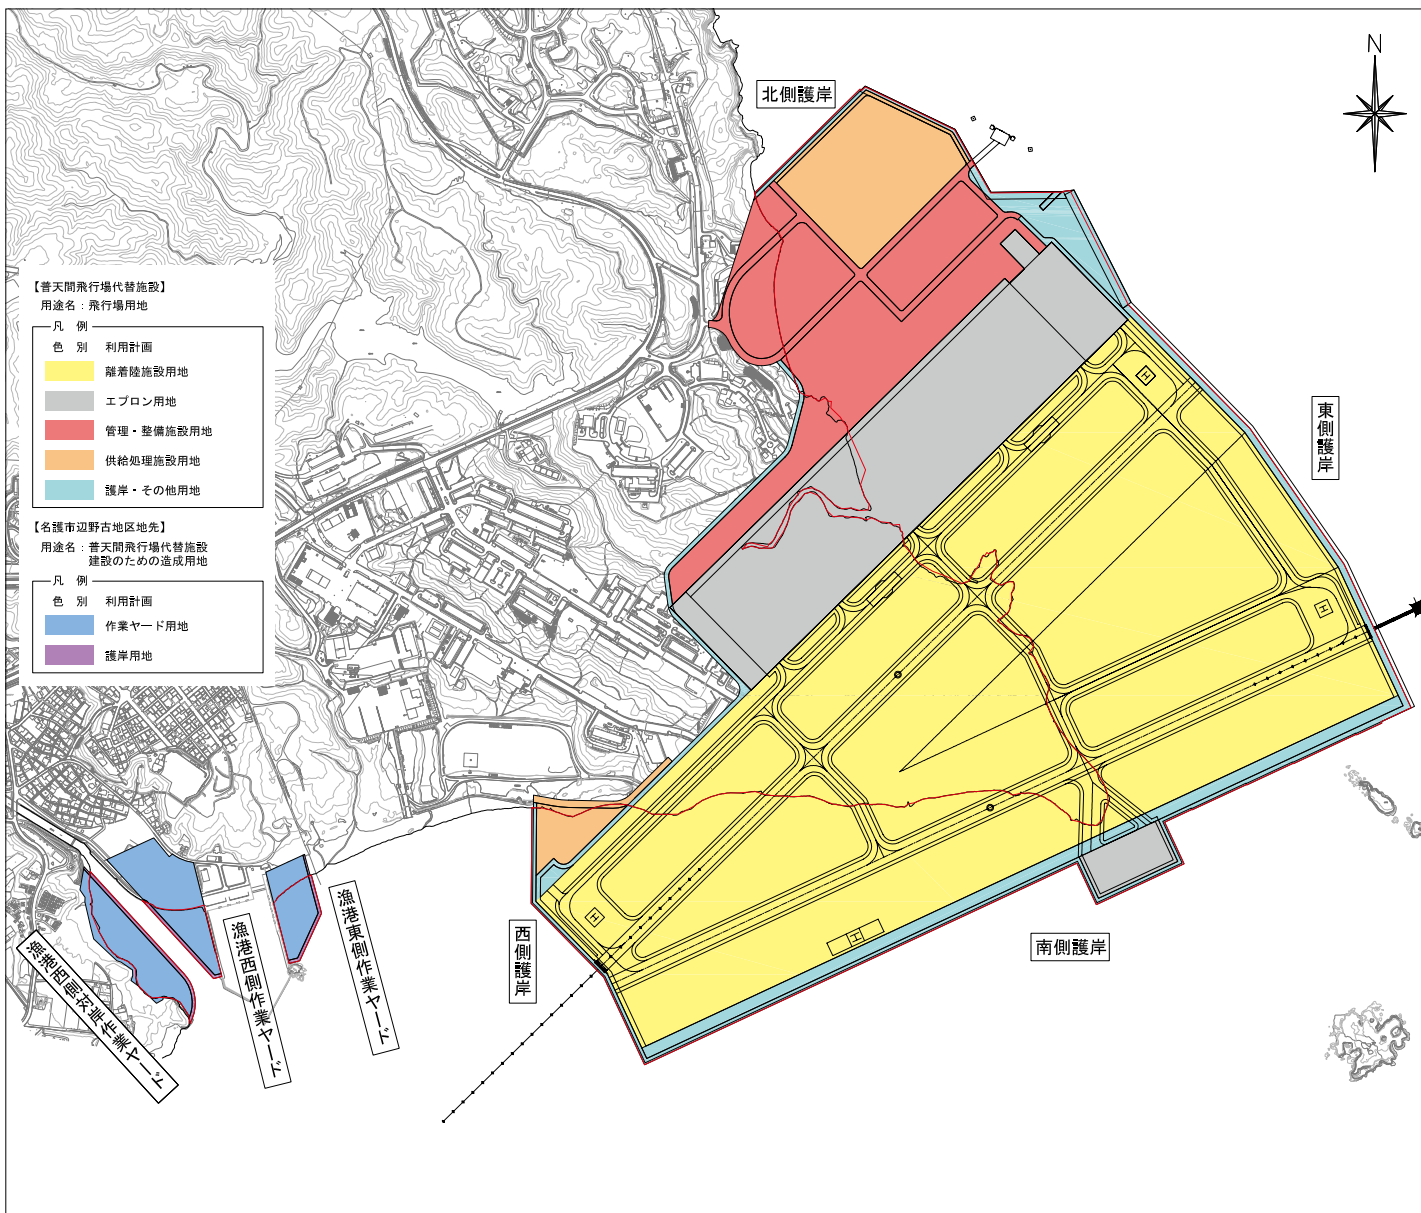 N
北側護岸
【普天間飛行場代替施設】
用途名：飛行場用地
凡 例
色 別 利用計画
離着陸施設用地
エプロン用地
管理・整備施設用地
供給処理施設用地
護岸・その他用地
【名護市辺野古地区地先】
用途名：普天間飛行場代替施設
建設のための造成用地
凡 例
色 別 利用計画
作業ヤード用地
護岸用地
東側護岸
H
H
H
H
西側護岸
南側護岸
漁港西側対岸作業ヤード
漁港西側作業ヤード
漁港東側作業ヤード